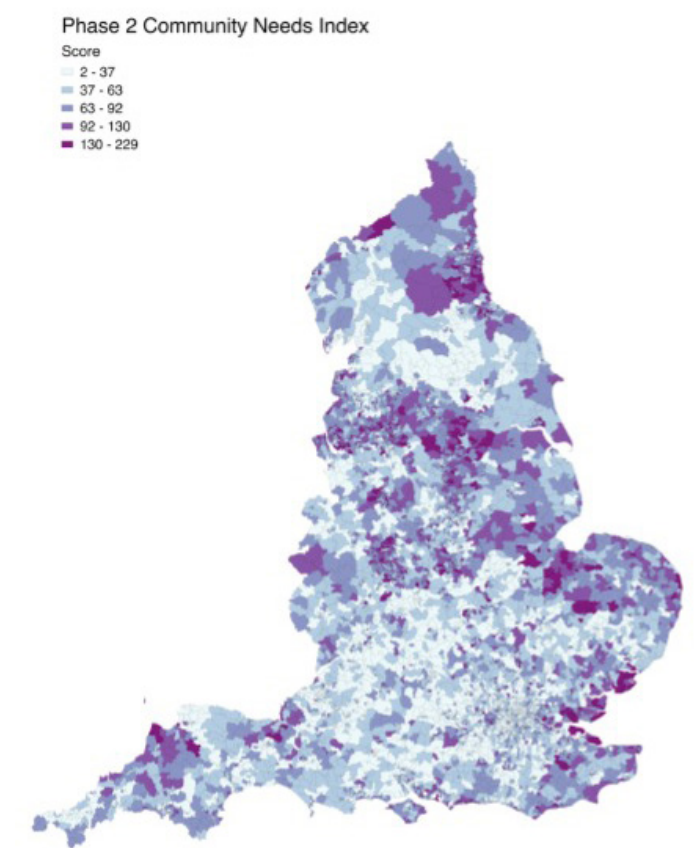 Phase 2 Community Needs Index
Score
2 - 37
37 - 63
63 - 92
92 - 130
130 - 229